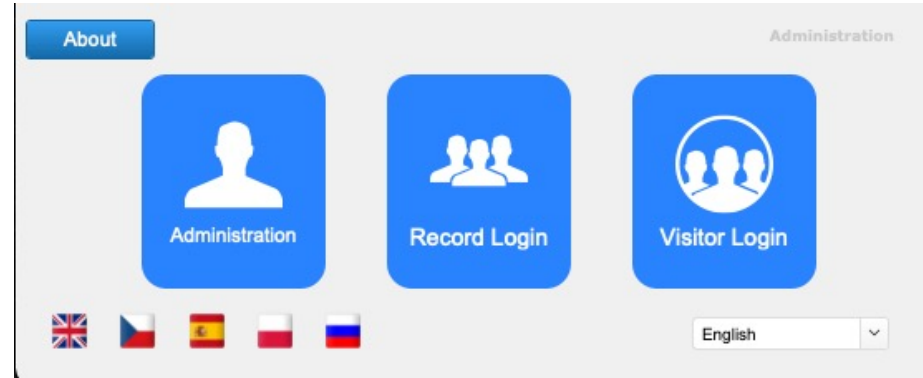 About
Administration
Administration
Record Login
Visitor Login
English